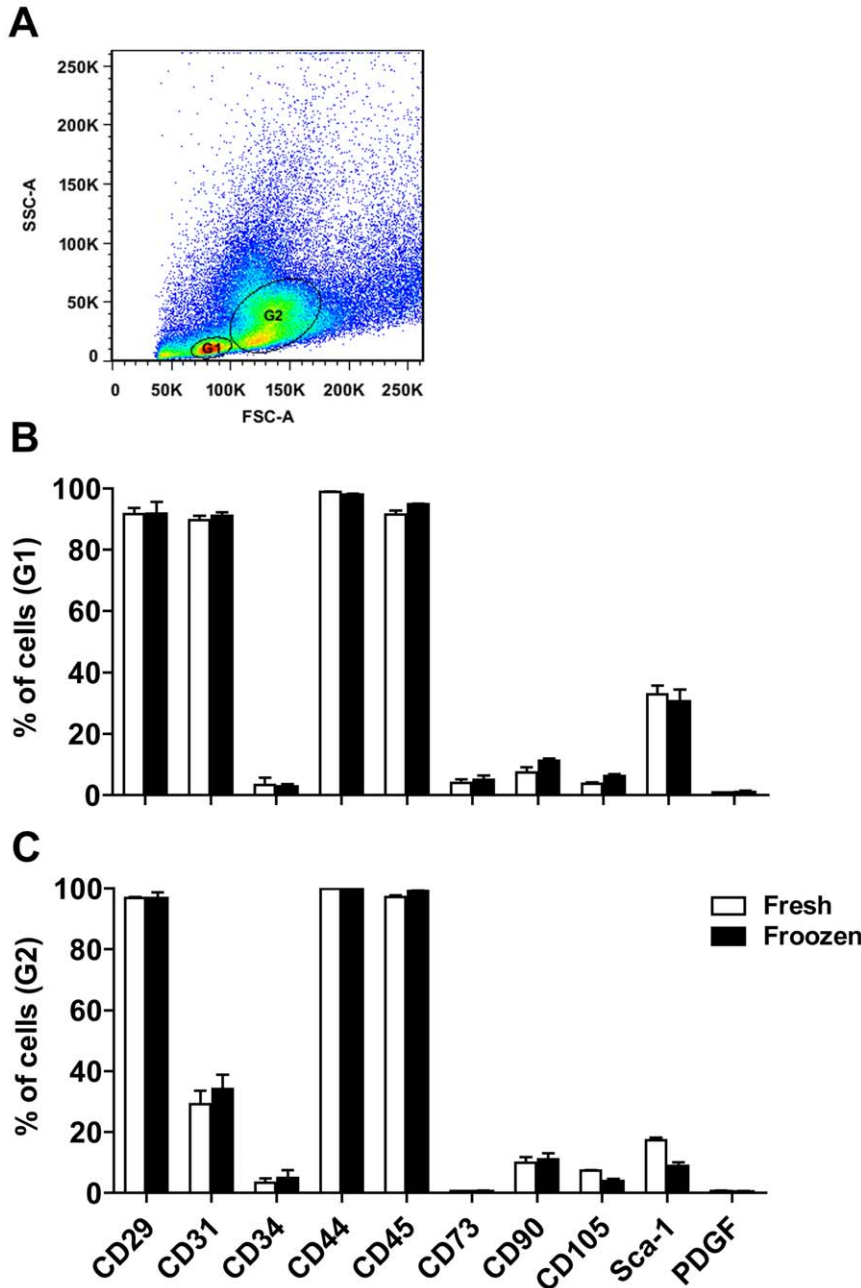 A
250K
200K
150K
100K
50K
0
SSC-A
G1
G2
0 50K 100K 150K 200K 250K
FSC-A
B
100
80
60
40
20
0
% of cells (G1)
C
100
80
60
40
20
0
% of cells (G2)
Fresh
Froozen
CD29 CD31 CD34 CD44 CD45 CD73 CD90 CD105 Sca-1 PDGF